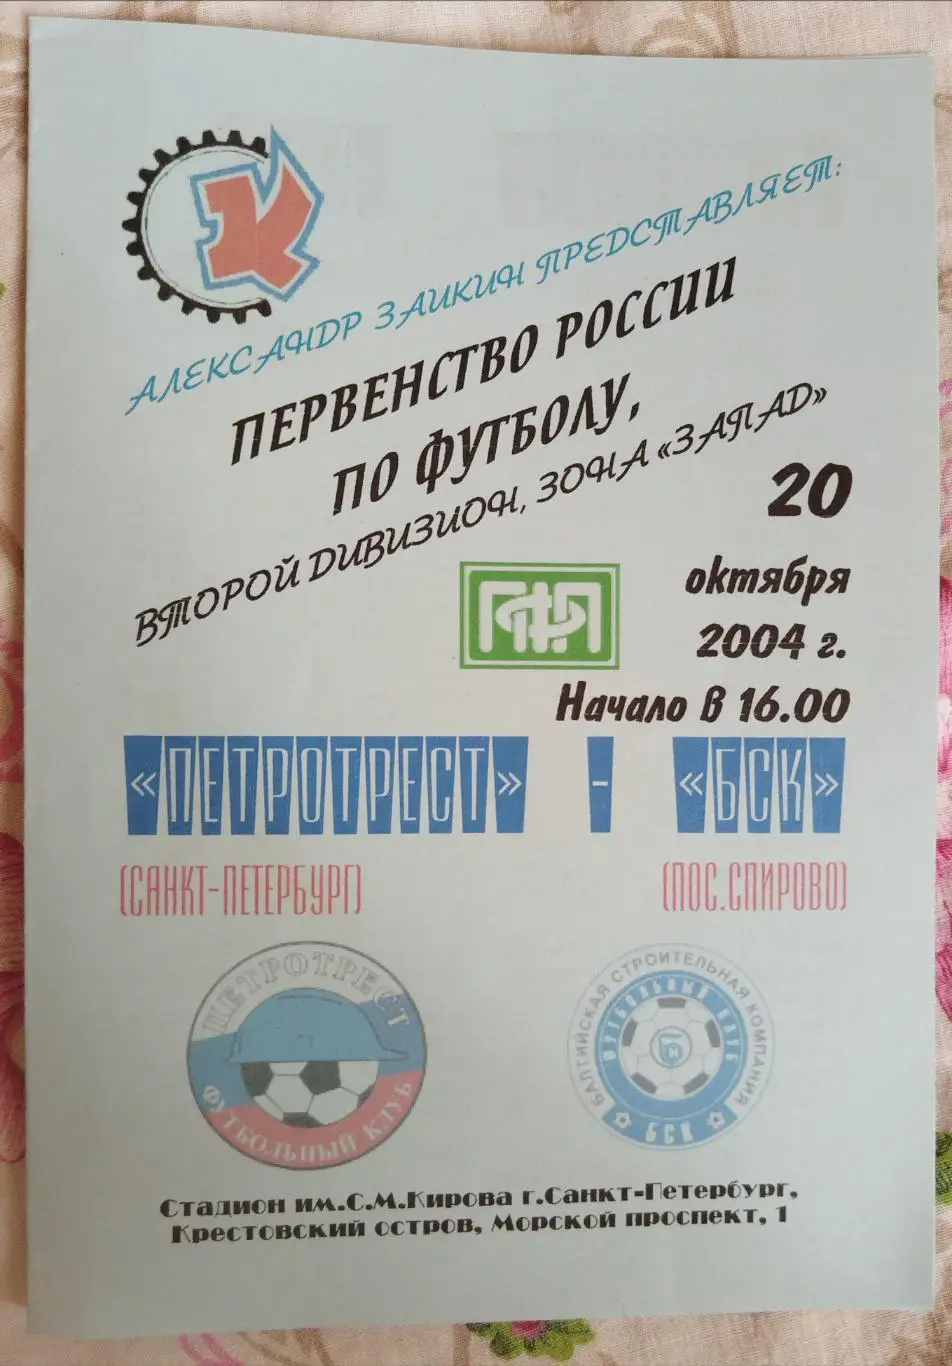 АЛЕКСАНДР ЗАИКИН ПРЕДСТАВЛЯЕТ:
ПЕРВЕНСТВО РОССИИ
ПО ФУТБОЛУ,
ВТОРОЙ ДИВИЗИОН, ЗОНА «ЗАПАД»
20
октября
2004 г.
Начало в 16.00
ПФЛ
«ПЕТРОТРЕСТ» - «БСК»
(САНКТ-ПЕТЕРБУРГ) (ПОС.СПИРОВО)
ПЕТРОТРЕСТ
ФУТБОЛЬНЫЙ КЛУБ
БАЛТИЙСКАЯ СТРОИТЕЛЬНАЯ КОМПАНИЯ
ФУТБОЛЬНЫЙ КЛУБ
БСК
Стадион им.С.М.Кирова г.Санкт-Петербург,
Крестовский остров, Морской проспект, 1